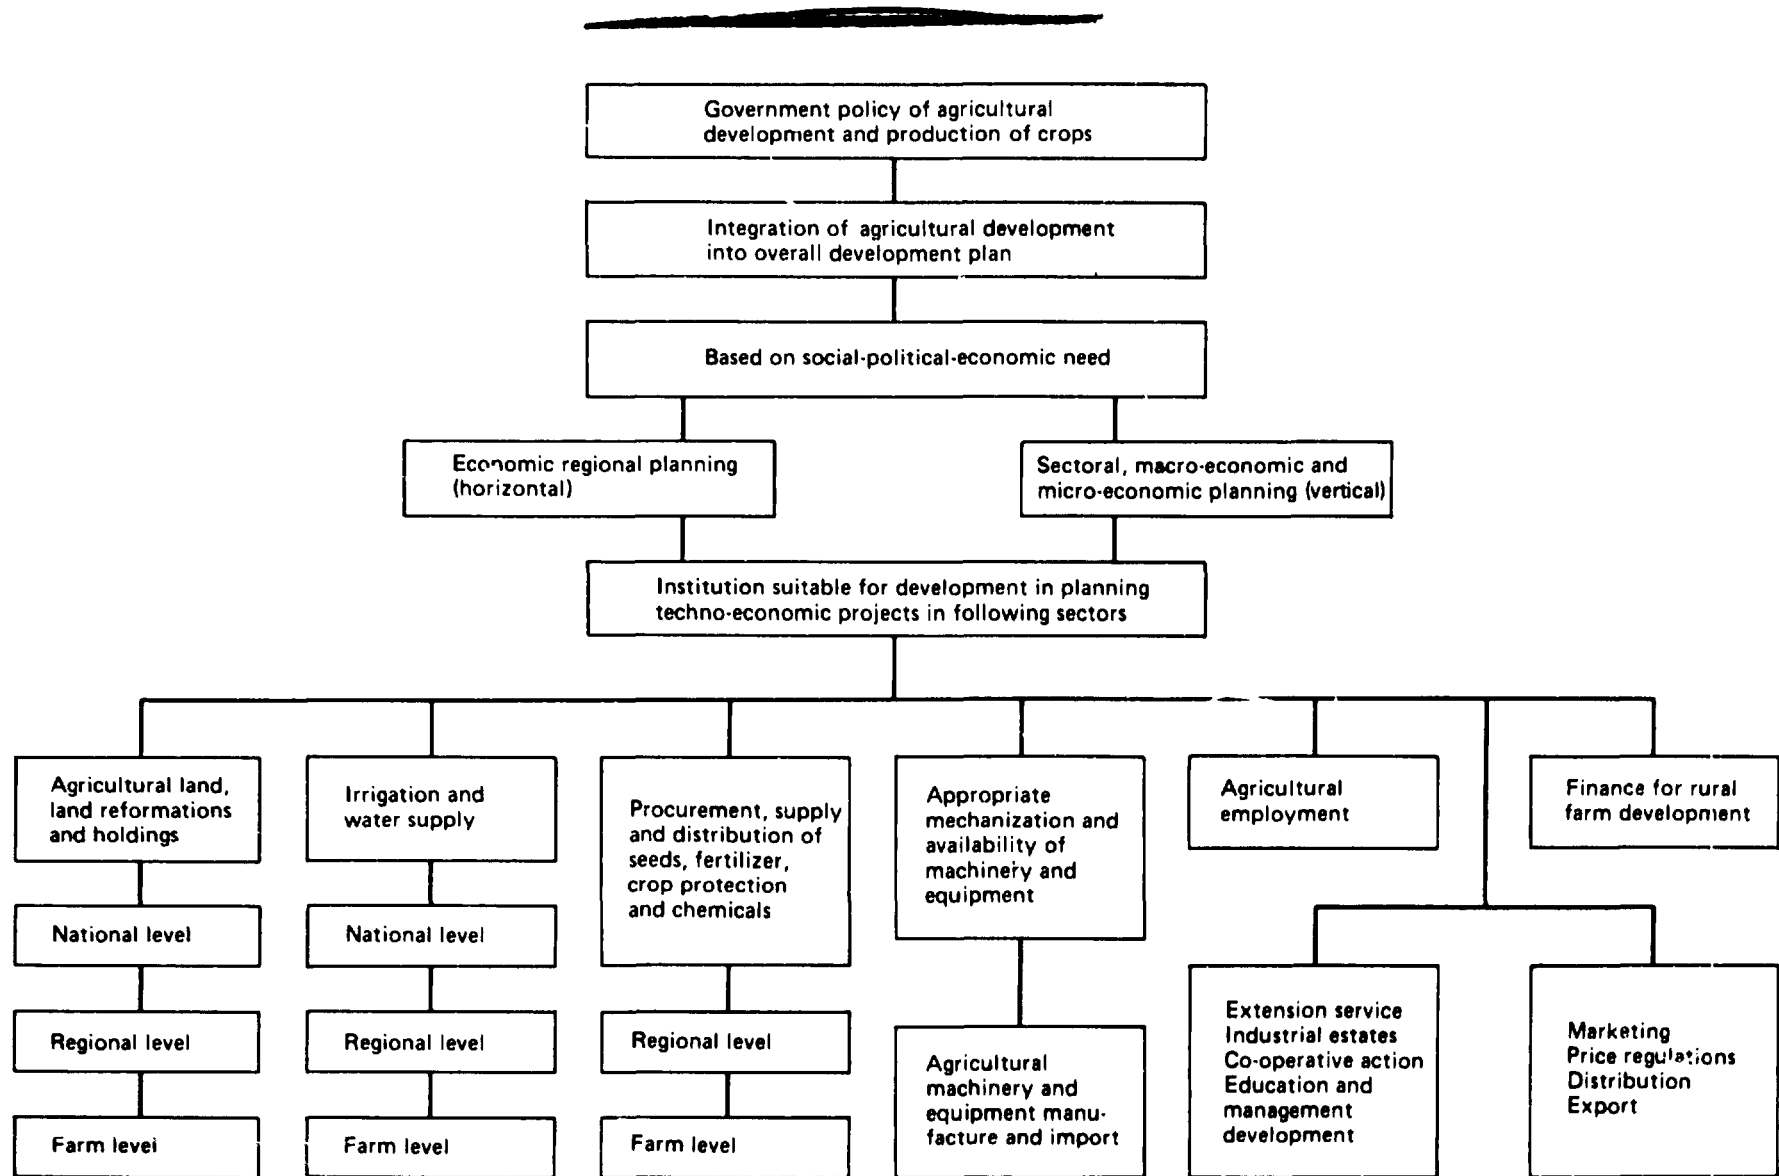 Government policy of agricultural
development and production of crops
Integration of agricultural development
into overall development plan
Based on social-political-economic need
Economic regional planning
(horizontal)
Sectoral, macro-economic and
micro-economic planning (vertical)
Institution suitable for development in planning
techno-economic projects in following sectors
Agricultural land,
land reformations
and holdings
National level
Regional level
Farm level
Irrigation and
water supply
National level
Regional level
Farm level
Procurement, supply
and distribution of
seeds, fertilizer,
crop protection
and chemicals
Regional level
Farm level
Appropriate
mechanization and
availability of
machinery and
equipment
Agricultural
machinery and
equipment manu-
facture and import
Agricultural
employment
Extension service
Industrial estates
Co-operative action
Education and
management
development
Finance for rural
farm development
Marketing
Price regulations
Distribution
Export